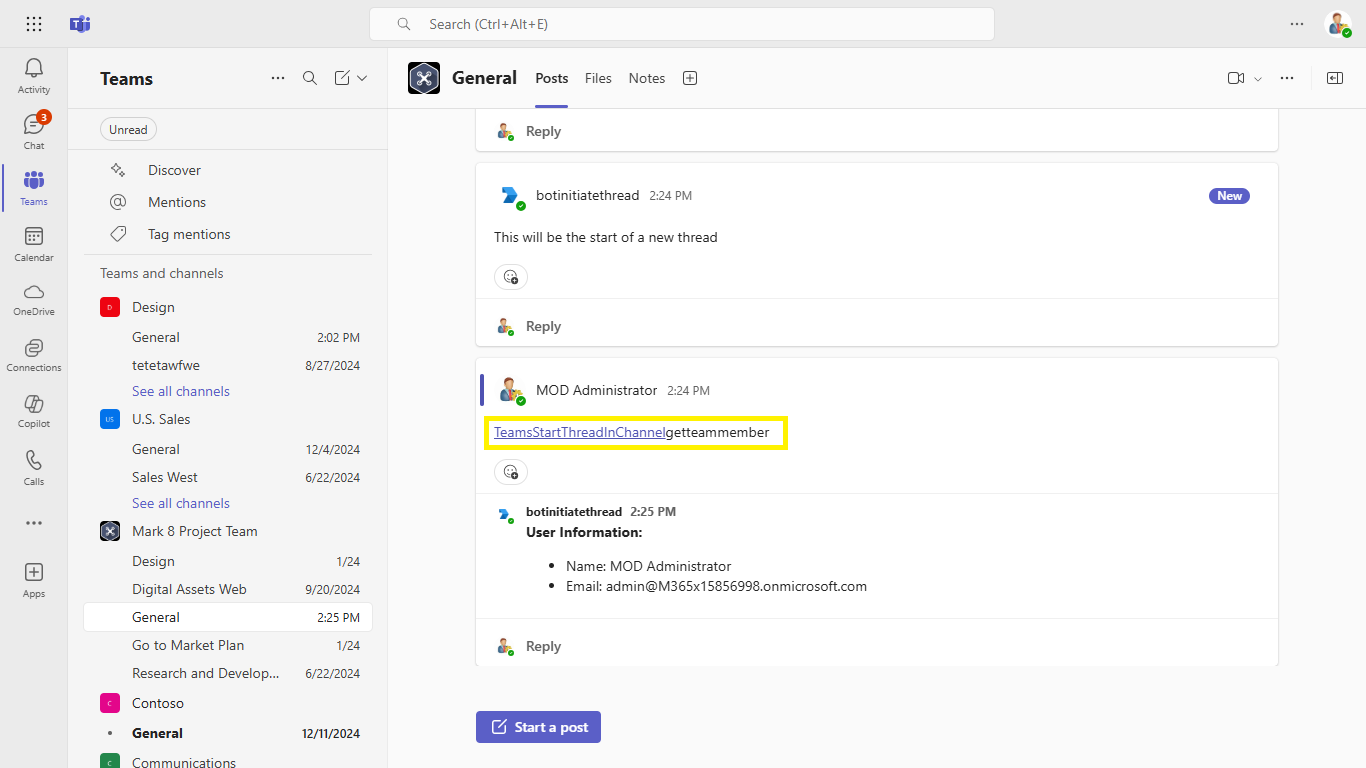 Search (Ctrl+Alt+E)
Activity
3
Chat
Teams
Calendar
OneDrive
Connections
Copilot
Calls
Apps
Teams
Unread
Discover
Mentions
Tag mentions
Teams and channels
D
Design
General 2:02 PM
tetetawfwe 8/27/2024
See all channels
US
U.S. Sales
General 12/4/2024
Sales West 6/22/2024
See all channels
Mark 8 Project Team
Design 1/24
Digital Assets Web 9/20/2024
General 2:25 PM
Go to Market Plan 1/24
Research and Develop... 6/22/2024
C
Contoso
General 12/11/2024
C
Communications
General Posts Files Notes
Reply
botinitiatethread 2:24 PM New
This will be the start of a new thread
Reply
MOD Administrator 2:24 PM
TeamsStartThreadInChannelgetteammember
botinitiatethread 2:25 PM
User Information:
• Name: MOD Administrator
• Email: admin@M365x15856998.onmicrosoft.com
Reply
Start a post